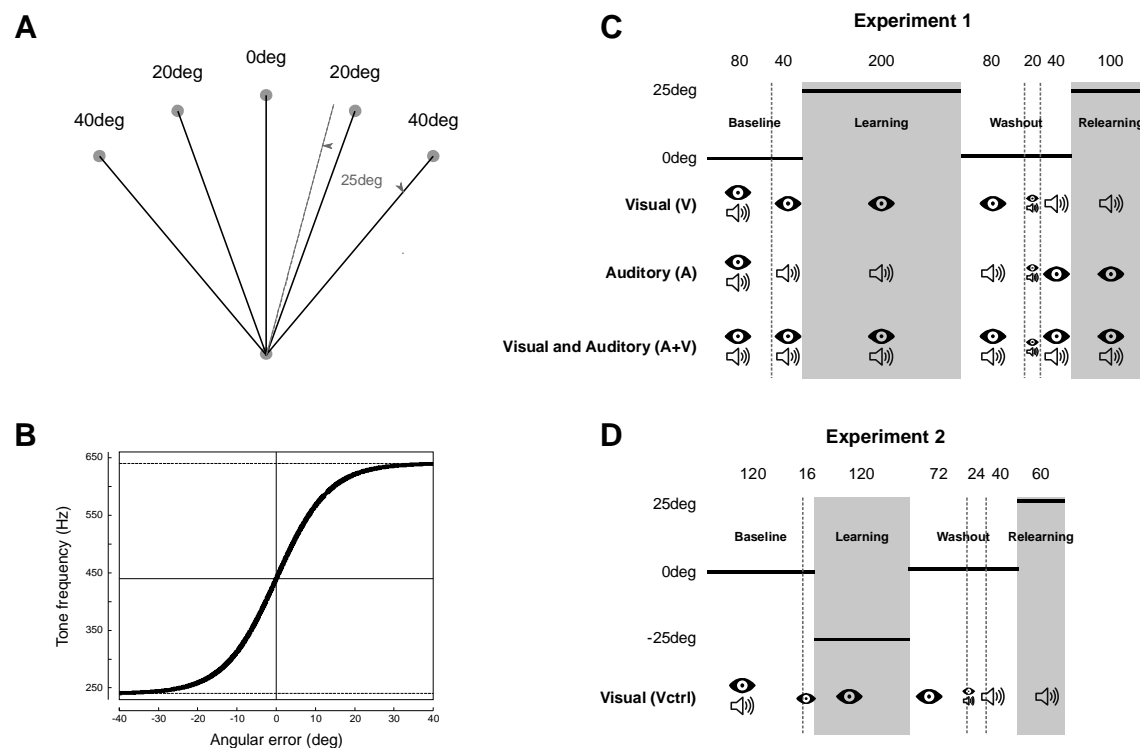 A
0deg
20deg 20deg
40deg 40deg
25deg
B
650
550
450
350
250
Tone frequency (Hz)
-40 -30 -20 -10 0 10 20 30 40
Angular error (deg)
C
Experiment 1
80 40 200 80 20 40 100
25deg
Baseline Learning Washout Relearning
0deg
Visual (V)
Auditory (A)
Visual and Auditory (A+V)
D
Experiment 2
120 16 120 72 24 40 60
25deg
Baseline Learning Washout Relearning
0deg
-25deg
Visual (Vctrl)